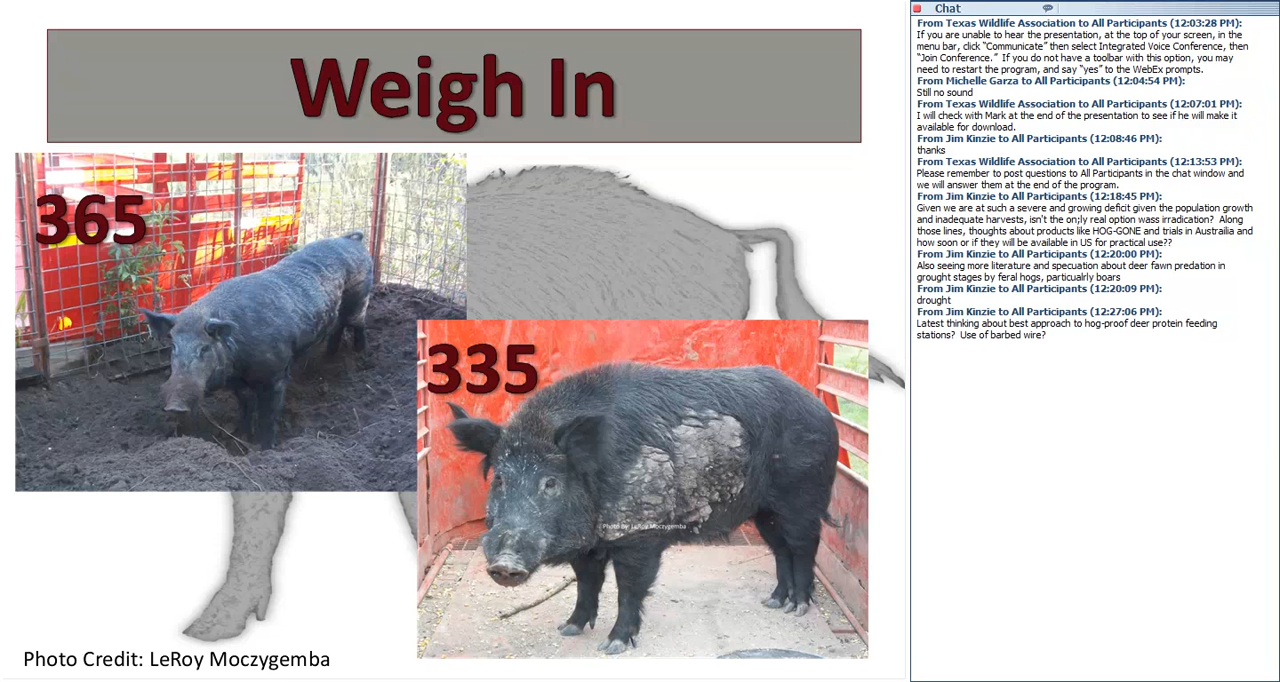 Weigh In
365
335
Photo by: LeRoy Moczygemba
Photo Credit: LeRoy Moczygemba
Chat
From Texas Wildlife Association to All Participants (12:03:28 PM):
If you are unable to hear the presentation, at the top of your screen, in the
menu bar, click “Communicate” then select Integrated Voice Conference, then
“Join Conference.” If you do not have a toolbar with this option, you may
need to restart the program, and say “yes” to the WebEx prompts.
From Michelle Garza to All Participants (12:04:54 PM):
Still no sound
From Texas Wildlife Association to All Participants (12:07:01 PM):
I will check with Mark at the end of the presentation to see if he will make it
available for download.
From Jim Kinzie to All Participants (12:08:46 PM):
thanks
From Texas Wildlife Association to All Participants (12:13:53 PM):
Please remember to post questions to All Participants in the chat window and
we will answer them at the end of the program.
From Jim Kinzie to All Participants (12:18:45 PM):
Given we are at such a severe and growing deficit given the population growth
and inadequate harvests, isn't the on;ly real option wass irradication? Along
those lines, thoughts about products like HOG-GONE and trials in Austrailia and
how soon or if they will be available in US for practical use??
From Jim Kinzie to All Participants (12:20:00 PM):
Also seeing more literature and specuation about deer fawn predation in
grought stages by feral hogs, particualrly boars
From Jim Kinzie to All Participants (12:20:09 PM):
drought
From Jim Kinzie to All Participants (12:27:06 PM):
Latest thinking about best approach to hog-proof deer protein feeding
stations? Use of barbed wire?